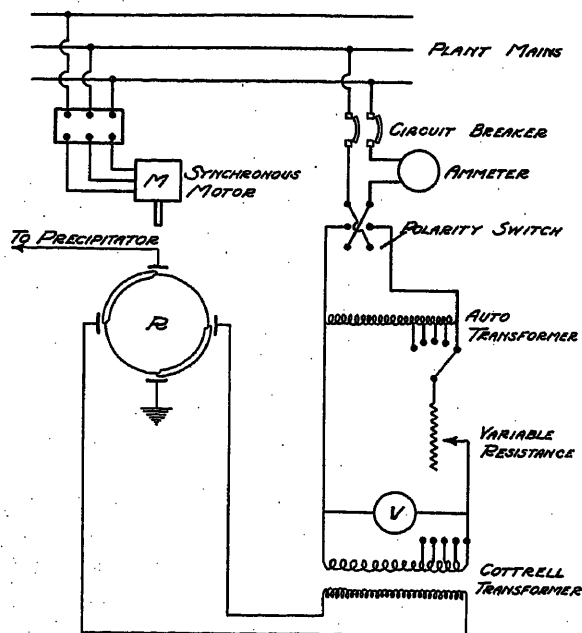 PLANT MAINS
CIRCUIT BREAKER
M
SYNCHRONOUS
MOTOR
AMMETER
TO PRECIPITATOR
POLARITY SWITCH
R
AUTO
TRANSFORMER
VARIABLE
RESISTANCE
V
COTTRELL
TRANSFORMER